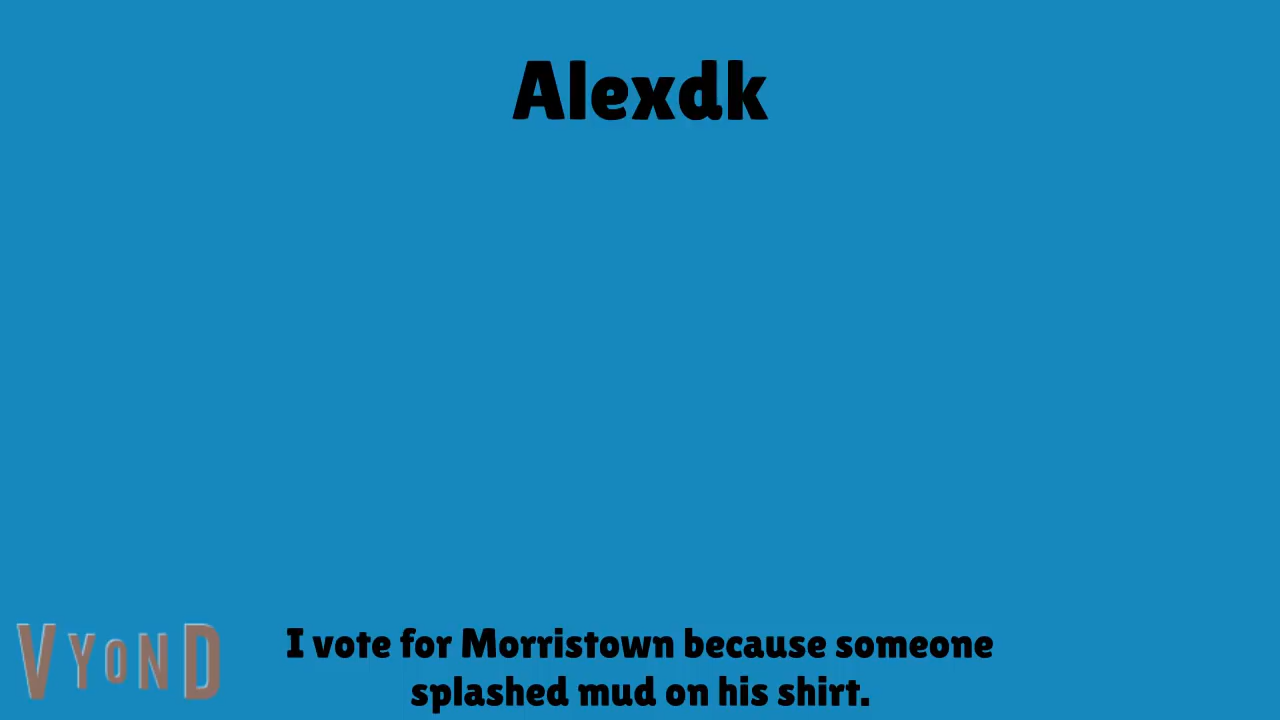 Alexdk
I vote for Morristown because someone
splashed mud on his shirt.
VYOND